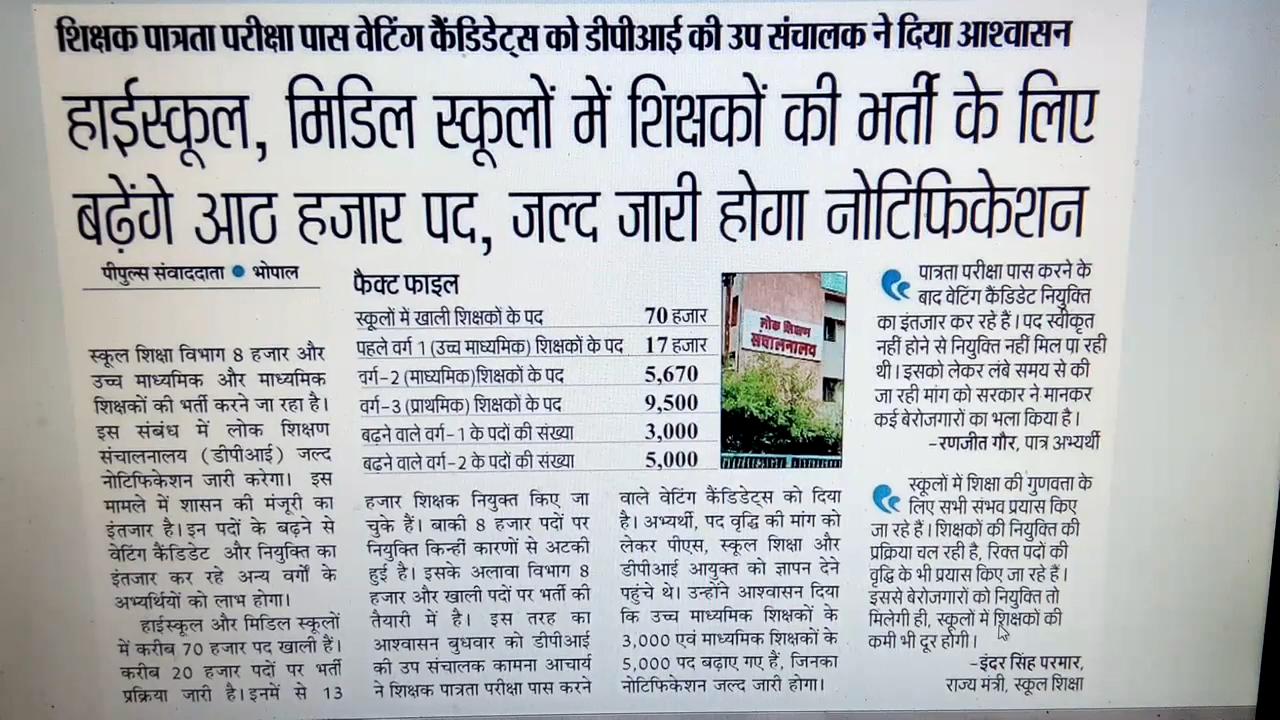 शिक्षक पात्रता परीक्षा पास वेटिंग कैंडिडेट्स को डीपीआई की उप संचालक ने दिया आश्वासन
हाईस्कूल, मिडिल स्कूलों में शिक्षकों की भर्ती के लिए
बढ़ेंगे आठ हजार पद, जल्द जारी होगा नोटिफिकेशन
पीपुल्स संवाददाता ● भोपाल
स्कूल शिक्षा विभाग 8 हजार और
उच्च माध्यमिक और माध्यमिक
शिक्षकों की भर्ती करने जा रहा है।
इस संबंध में लोक शिक्षण
संचालनालय (डीपीआई) जल्द
नोटिफिकेशन जारी करेगा। इस
मामले में शासन की मंजूरी का
इंतजार है। इन पदों के बढ़ने से
वेटिंग कैंडिडेट और नियुक्ति का
इंतजार कर रहे अन्य वर्गों के
अभ्यर्थियों को लाभ होगा।
हाईस्कूल और मिडिल स्कूलों
में करीब 70 हजार पद खाली हैं।
करीब 20 हजार पदों पर भर्ती
प्रक्रिया जारी है। इनमें से 13
फैक्ट फाइल
स्कूलों में खाली शिक्षकों के पद 70 हजार
पहले वर्ग 1 (उच्च माध्यमिक) शिक्षकों के पद 17 हजार
वर्ग-2 (माध्यमिक)शिक्षकों के पद 5,670
वर्ग-3 (प्राथमिक) शिक्षकों के पद 9,500
बढ़ने वाले वर्ग-1 के पदों की संख्या 3,000
बढ़ने वाले वर्ग-2 के पदों की संख्या 5,000
लोक शिक्षण
संचालनालय
हजार शिक्षक नियुक्त किए जा
चुके हैं। बाकी 8 हजार पदों पर
नियुक्ति किन्हीं कारणों से अटकी
हुई है। इसके अलावा विभाग 8
हजार और खाली पदों पर भर्ती की
तैयारी में है। इस तरह का
आश्वासन बुधवार को डीपीआई
की उप संचालक कामना आचार्य
ने शिक्षक पात्रता परीक्षा पास करने
वाले वेटिंग कैंडिडेट्स को दिया
है। अभ्यर्थी, पद वृद्धि की मांग को
लेकर पीएस, स्कूल शिक्षा और
डीपीआई आयुक्त को ज्ञापन देने
पहुंचे थे। उन्होंने आश्वासन दिया
कि उच्च माध्यमिक शिक्षकों के
3,000 एवं माध्यमिक शिक्षकों के
5,000 पद बढ़ाए गए हैं, जिनका
नोटिफिकेशन जल्द जारी होगा।
पात्रता परीक्षा पास करने के
बाद वेटिंग कैंडिडेट नियुक्ति
का इंतजार कर रहे हैं। पद स्वीकृत
नहीं होने से नियुक्ति नहीं मिल पा रही
थी। इसको लेकर लंबे समय से की
जा रही मांग को सरकार ने मानकर
कई बेरोजगारों का भला किया है।
-रणजीत गौर, पात्र अभ्यर्थी
स्कूलों में शिक्षा की गुणवत्ता के
लिए सभी संभव प्रयास किए
जा रहे हैं। शिक्षकों की नियुक्ति की
प्रक्रिया चल रही है, रिक्त पदों की
वृद्धि के भी प्रयास किए जा रहे हैं।
इससे बेरोजगारों को नियुक्ति तो
मिलेगी ही, स्कूलों में शिक्षकों की
कमी भी दूर होगी।
-इंदर सिंह परमार,
राज्य मंत्री, स्कूल शिक्षा